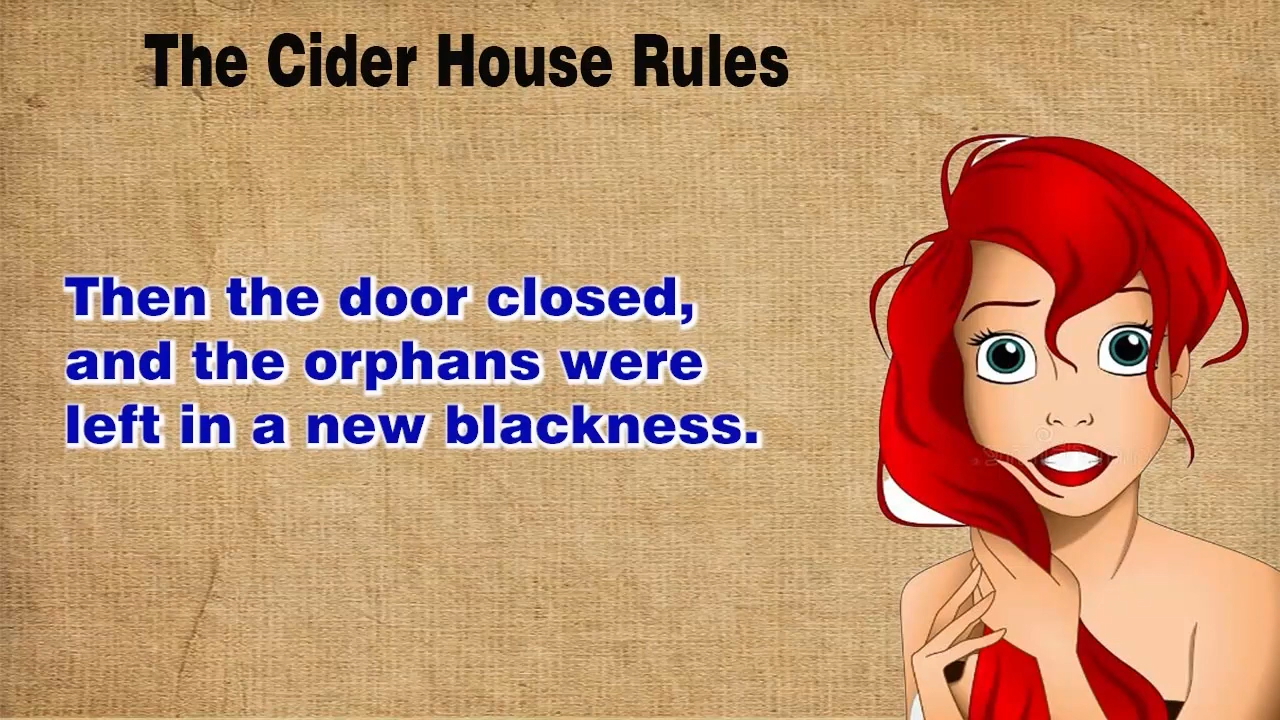 The Cider House Rules
Then the door closed,
and the orphans were
left in a new blackness.